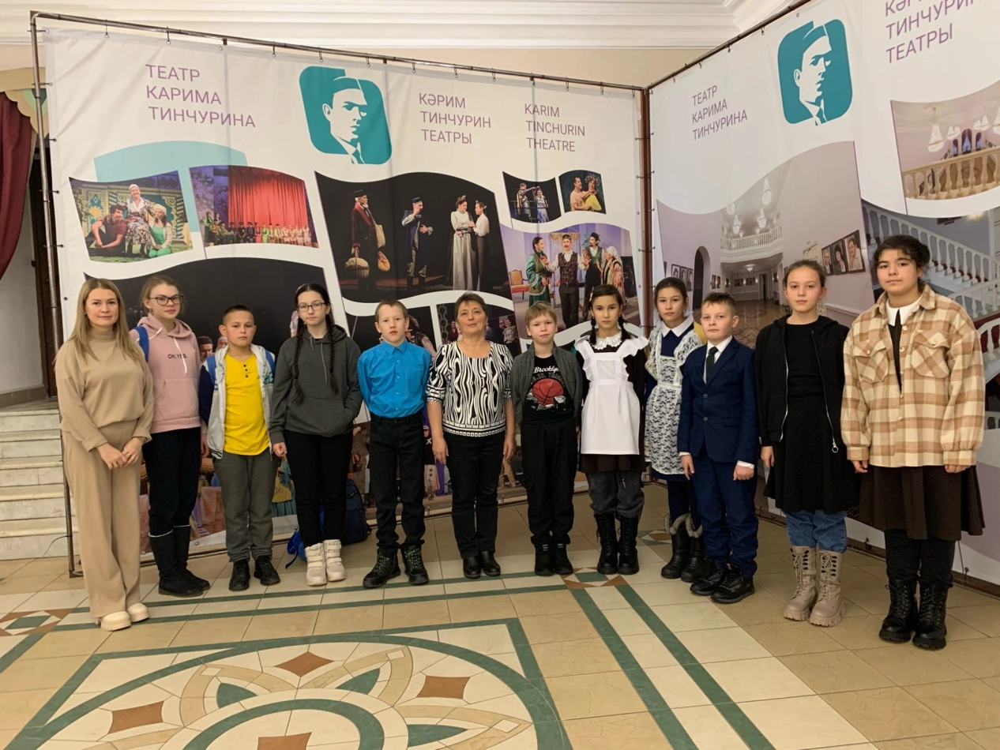 ТЕАТР
КАРИМА
ТИНЧУРИНА
КӘРИМ
ТИНЧУРИН
ТЕАТРЫ
KARIM
TINCHURIN
THEATRE
ТЕАТР
КАРИМА
ТИНЧУРИНА
КӘРИМ
ТИНЧУРИН
ТЕАТРЫ
OH, YES.
Brooklyn